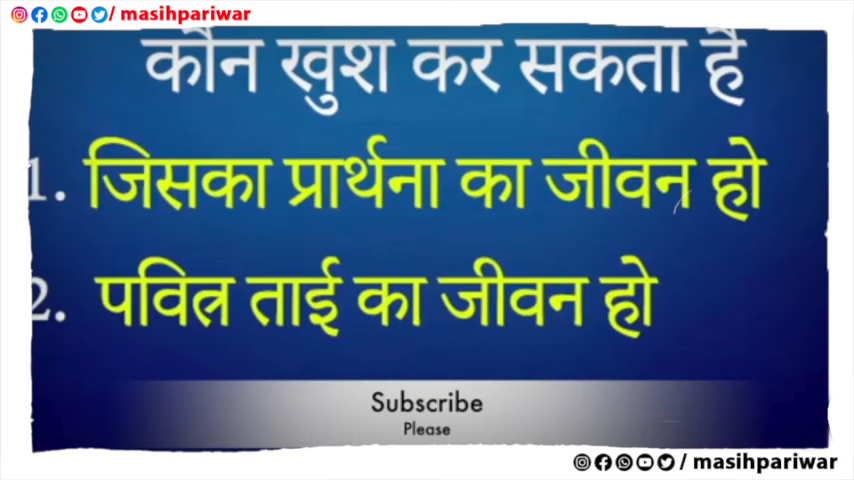 / masihpariwar
कौन खुश कर सकता है
1. जिसका प्रार्थना का जीवन हो
2. पवित्र ताई का जीवन हो
Subscribe
Please
/ masihpariwar